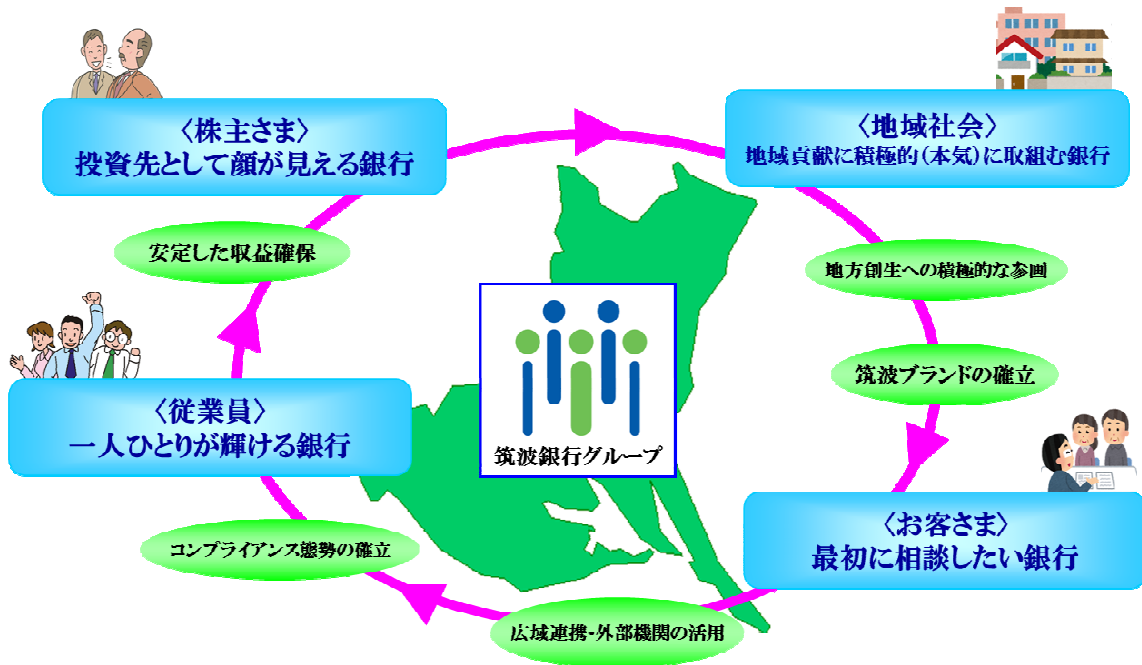 〈株主さま〉
投資先として顔が見える銀行
〈地域社会〉
地域貢献に積極的(本気)に取組む銀行
安定した収益確保
地方創生への積極的な参画
筑波ブランドの確立
〈従業員〉
一人ひとりが輝ける銀行
筑波銀行グループ
〈お客さま〉
最初に相談したい銀行
コンプライアンス態勢の確立
広域連携・外部機関の活用